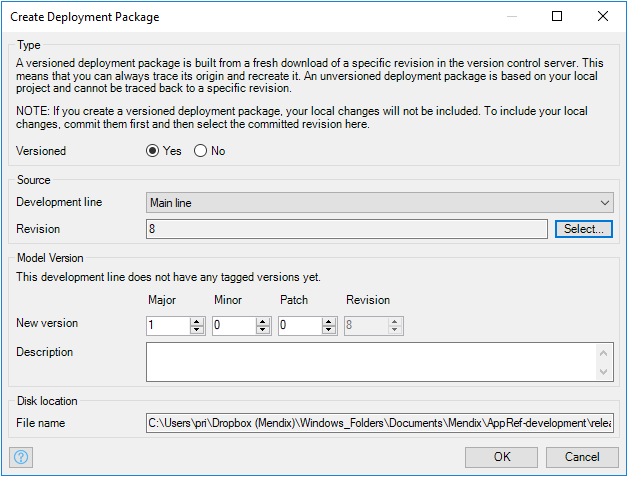 Create Deployment Package
Type
A versioned deployment package is built from a fresh download of a specific revision in the version control server. This
means that you can always trace its origin and recreate it. An unversioned deployment package is based on your local
project and cannot be traced back to a specific revision.
NOTE: If you create a versioned deployment package, your local changes will not be included. To include your local
changes, commit them first and then select the committed revision here.
Versioned Yes No
Source
Development line Main line
Revision 8 Select...
Model Version
This development line does not have any tagged versions yet.
Major Minor Patch Revision
New version 1 0 0 8
Description
Disk location
File name C:\Users\pri\Dropbox (Mendix)\Windows_Folders\Documents\Mendix\AppRef-development\relea
? OK Cancel